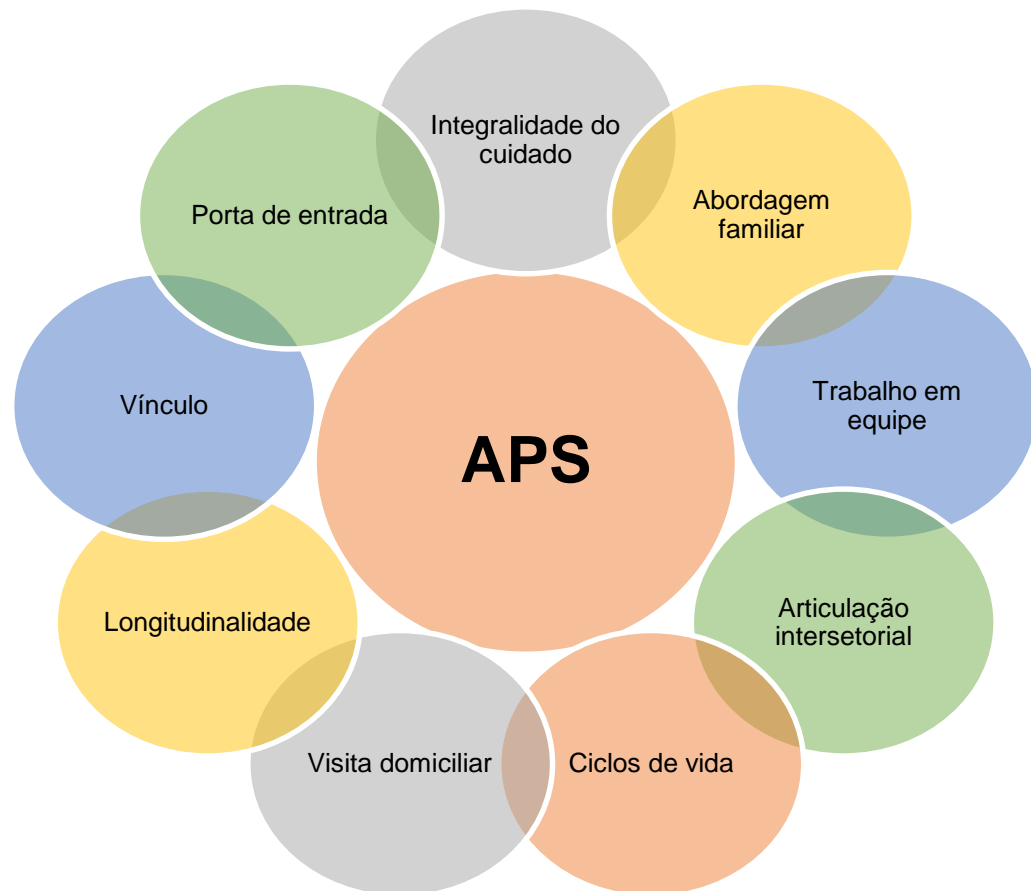 Integralidade do
cuidado
Abordagem
familiar
Trabalho em
equipe
Articulação
intersetorial
Ciclos de vida
Visita domiciliar
Longitudinalidade
Vínculo
Porta de entrada
APS